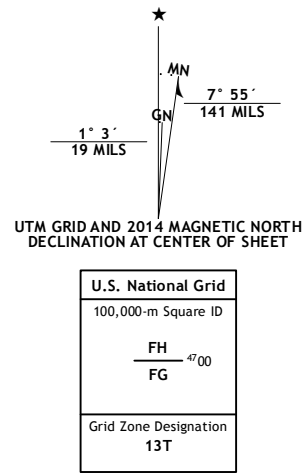 ★
MN
GN
7° 55´
141 MILS
1° 3´
19 MILS
UTM GRID AND 2014 MAGNETIC NORTH
DECLINATION AT CENTER OF SHEET
U.S. National Grid
100,000-m Square ID
FH
4700
FG
Grid Zone Designation
13T